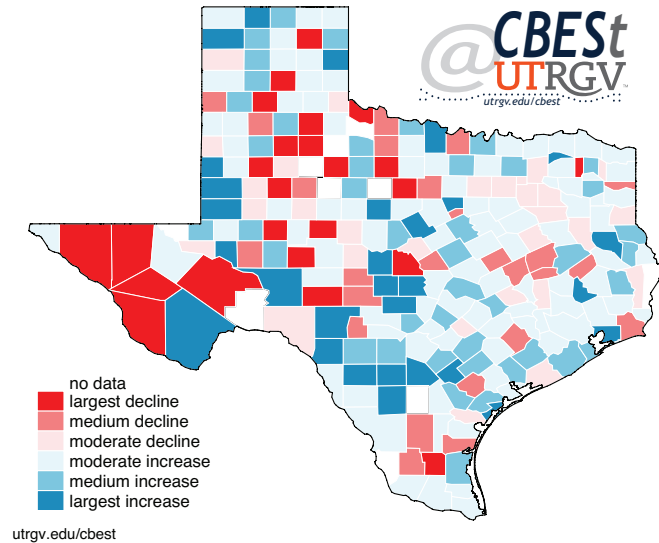 @CBESt
UTRGV™
utrgv.edu/cbest
no data
largest decline
medium decline
moderate decline
moderate increase
medium increase
largest increase
utrgv.edu/cbest